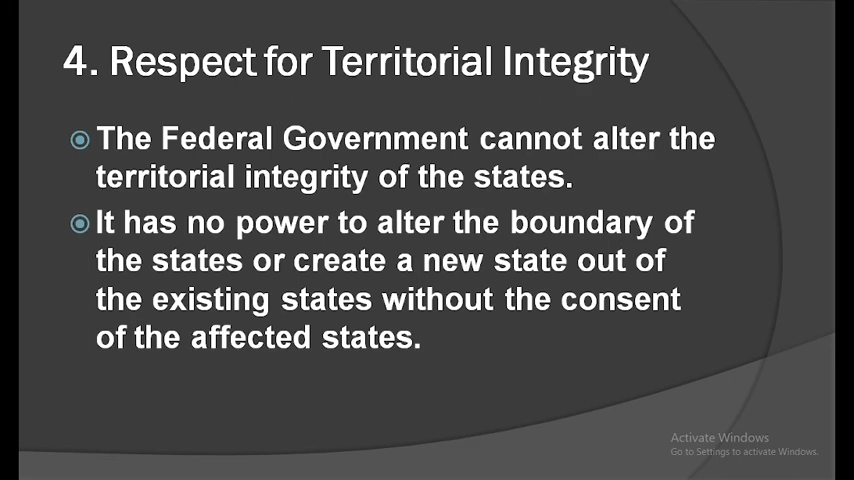 4. Respect for Territorial Integrity
The Federal Government cannot alter the
territorial integrity of the states.
It has no power to alter the boundary of
the states or create a new state out of
the existing states without the consent
of the affected states.
Activate Windows
Go to Settings to activate Windows.